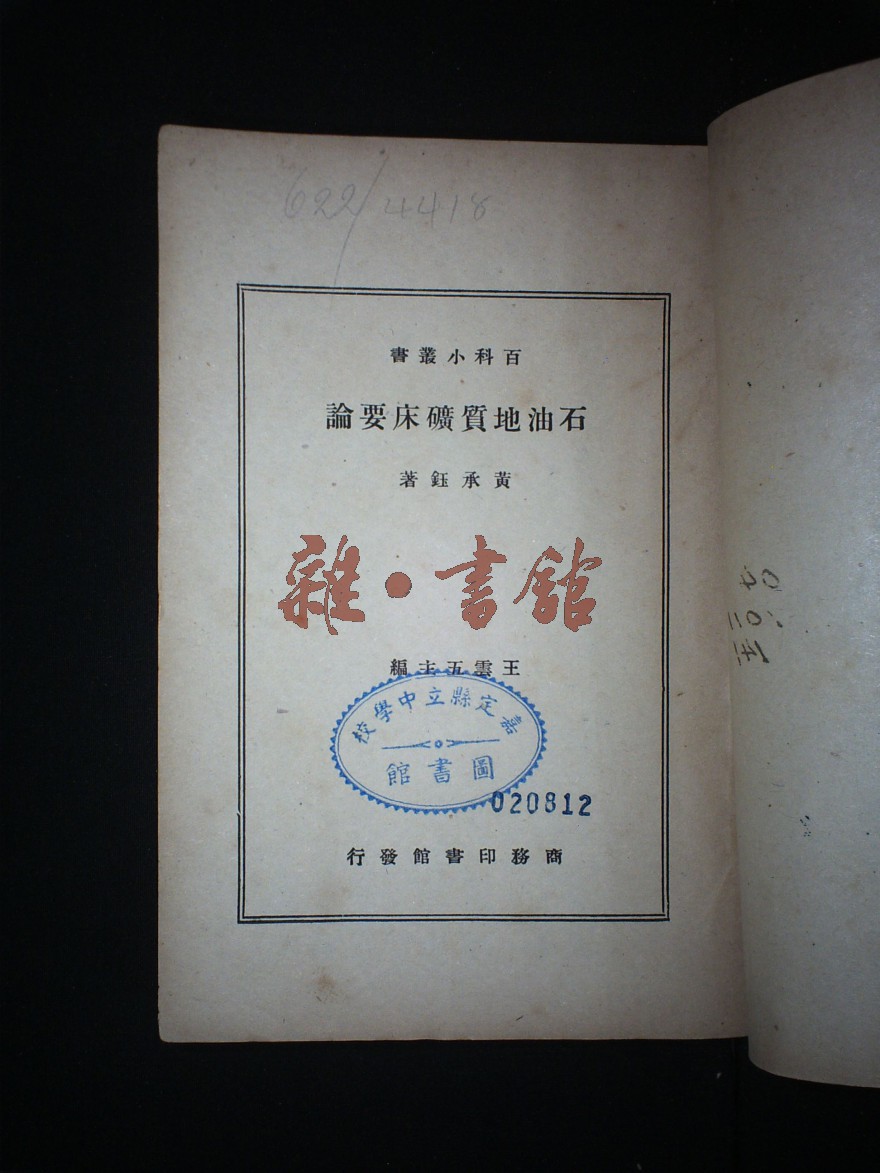 622/4418
百科小叢書
石油地質礦床要論
黃承鈺著
雜·書館
王雲五主編
嘉定縣立中學校
圖書館
020812
商務印書館發行